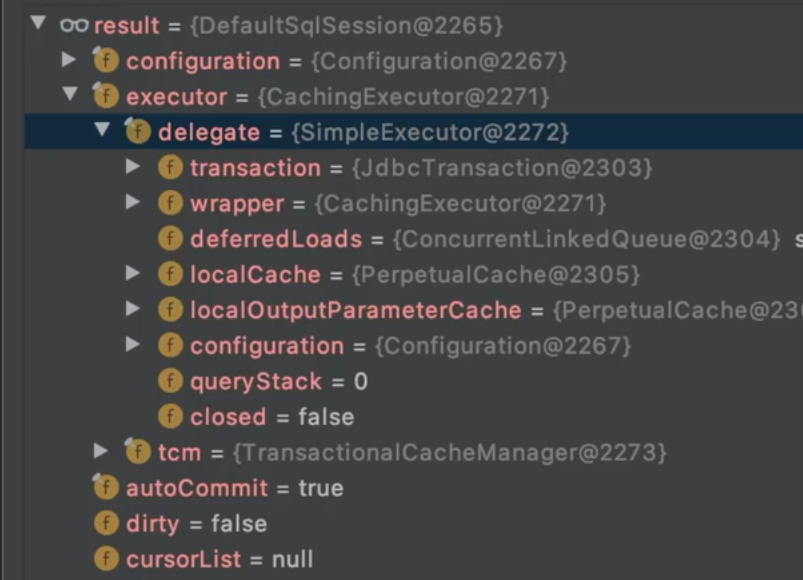 result = {DefaultSqlSession@2265}
f configuration = {Configuration@2267}
f executor = {CachingExecutor@2271}
f delegate = {SimpleExecutor@2272}
f transaction = {JdbcTransaction@2303}
f wrapper = {CachingExecutor@2271}
f deferredLoads = {ConcurrentLinkedQueue@2304} s
f localCache = {PerpetualCache@2305}
f localOutputParameterCache = {PerpetualCache@230
f configuration = {Configuration@2267}
f queryStack = 0
f closed = false
f tcm = {TransactionalCacheManager@2273}
f autoCommit = true
f dirty = false
f cursorList = null